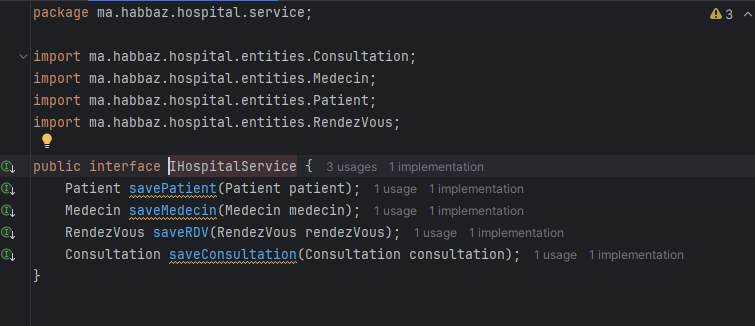 package ma.habbaz.hospital.service;
3
import ma.habbaz.hospital.entities.Consultation;
import ma.habbaz.hospital.entities.Medecin;
import ma.habbaz.hospital.entities.Patient;
import ma.habbaz.hospital.entities.RendezVous;
public interface IHospitalService { 3 usages 1 implementation
Patient savePatient(Patient patient); 1 usage 1 implementation
Medecin saveMedecin(Medecin medecin); 1 usage 1 implementation
RendezVous saveRDV(RendezVous rendezVous); 1 usage 1 implementation
Consultation saveConsultation(Consultation consultation); 1 usage 1 implementation
}